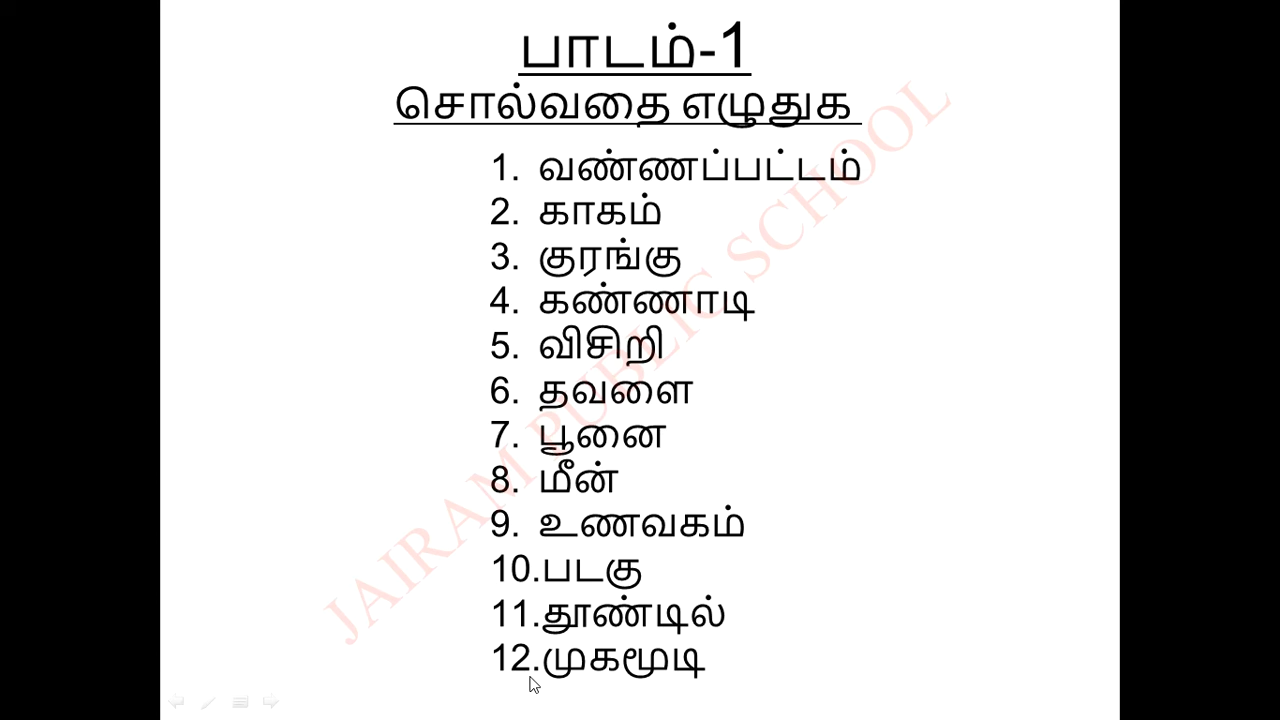 பாடம்-1
சொல்வதை எழுதுக
1. வண்ணப்பட்டம்
2. காகம்
3. குரங்கு
4. கண்ணாடி
5. விசிறி
6. தவளை
7. பூனை
8. மீன்
9. உணவகம்
10.படகு
11.தூண்டில்
12.முகமூடி
JAIRAM PUBLIC SCHOOL